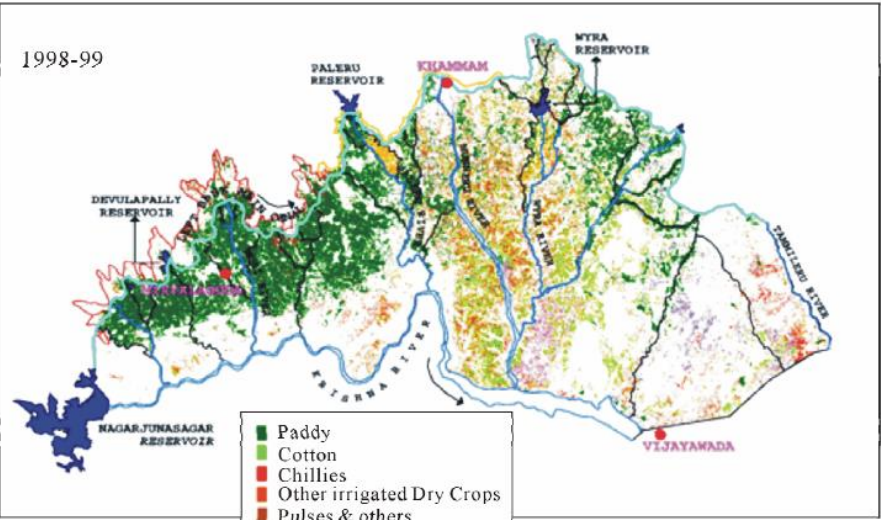 1998-99
WYRA
RESERVOIR
KHAMMAM
PALERU
RESERVOIR
DEVULAPALLY
RESERVOIR
WYRA RIVER
TAMMILERU RIVER
KRISHNA RIVER
NAGARJUNASAGAR
RESERVOIR
VIJAYAWADA
Paddy
Cotton
Chillies
Other irrigated Dry Crops
Pulses & others